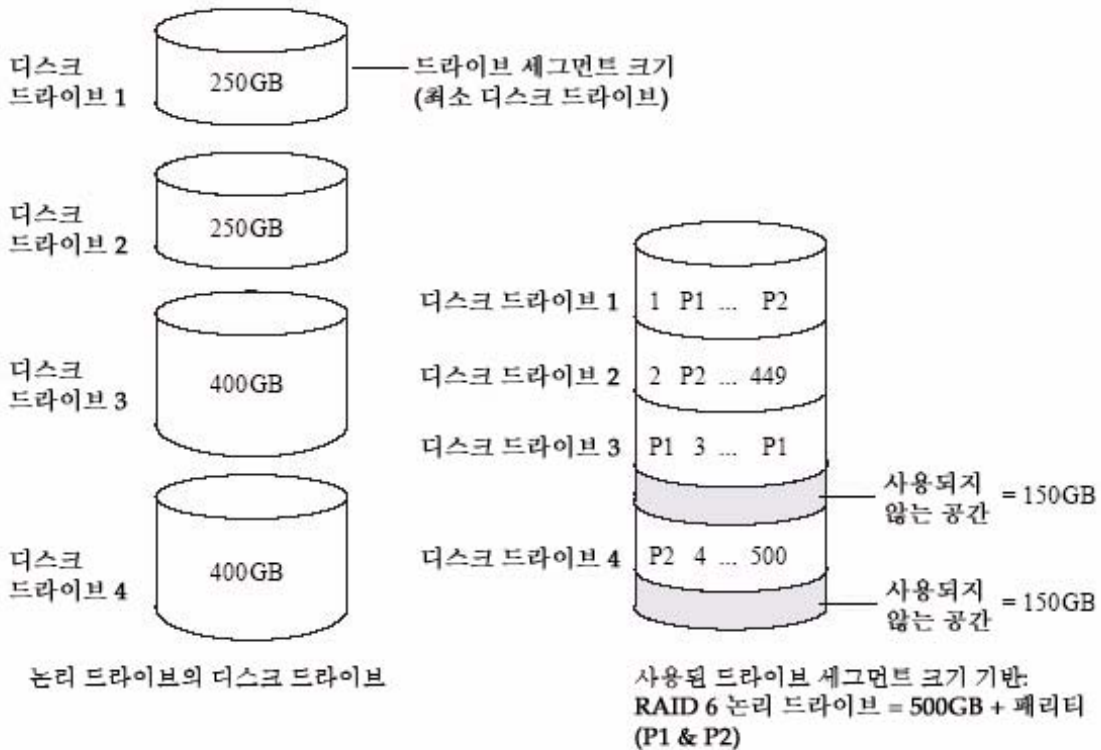 디스크
드라이브 1
250GB
드라이브 세그먼트 크기
(최소 디스크 드라이브)
디스크
드라이브 2
250GB
디스크
드라이브 3
400GB
디스크
드라이브 4
400GB
논리 드라이브의 디스크 드라이브
디스크 드라이브 1 1 P1 ... P2
디스크 드라이브 2 2 P2 ... 449
디스크 드라이브 3 P1 3 ... P1
사용되지
않는 공간 = 150GB
디스크 드라이브 4 P2 4 ... 500
사용되지
않는 공간 = 150GB
사용된 드라이브 세그먼트 크기 기반:
RAID 6 논리 드라이브 = 500GB + 패리티
(P1 & P2)